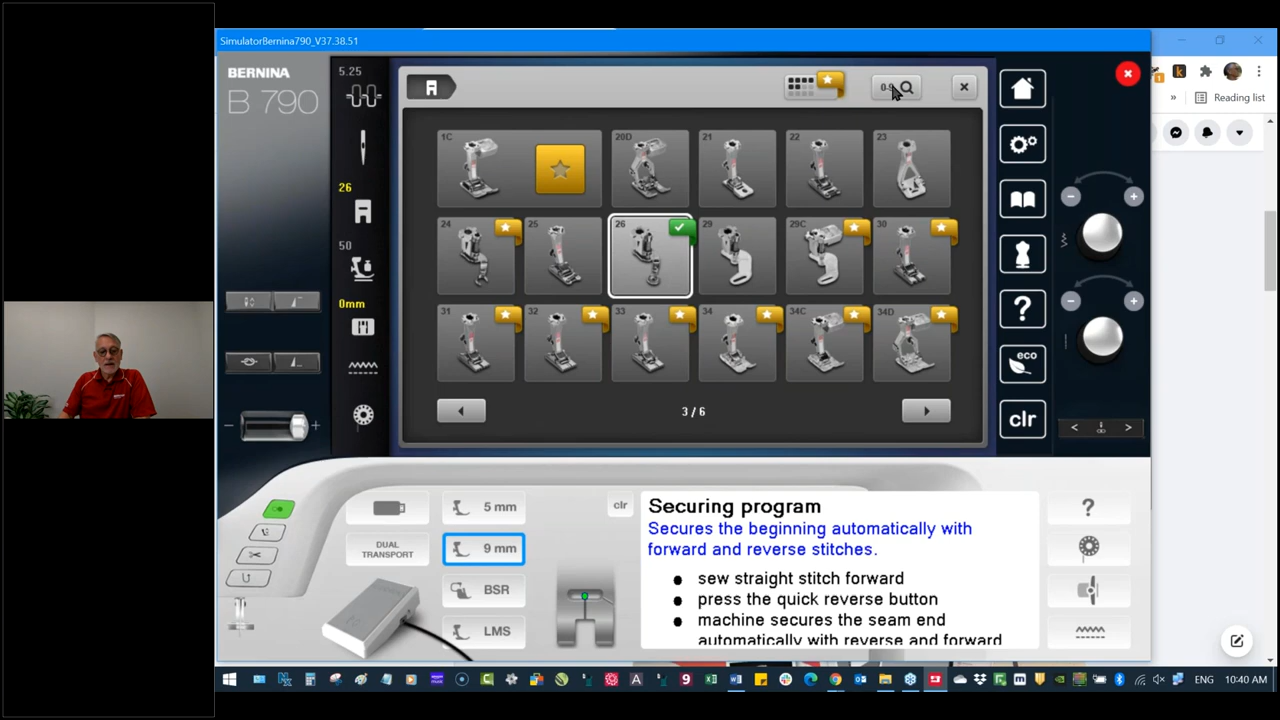 SimulatorBernina790_V37.38.51
Reading list
BERNINA
B 790
5.25
26
50
0mm
0-9
1C
20D
21
22
23
24
25
26
29
29C
30
31
32
33
34
34C
34D
3/6
eco
clr
5 mm
DUAL
TRANSPORT
9 mm
BSR
LMS
clr
Securing program
Secures the beginning automatically with
forward and reverse stitches.
● sew straight stitch forward
● press the quick reverse button
● machine secures the seam end
automatically with reverse and forward
ENG
10:40 AM